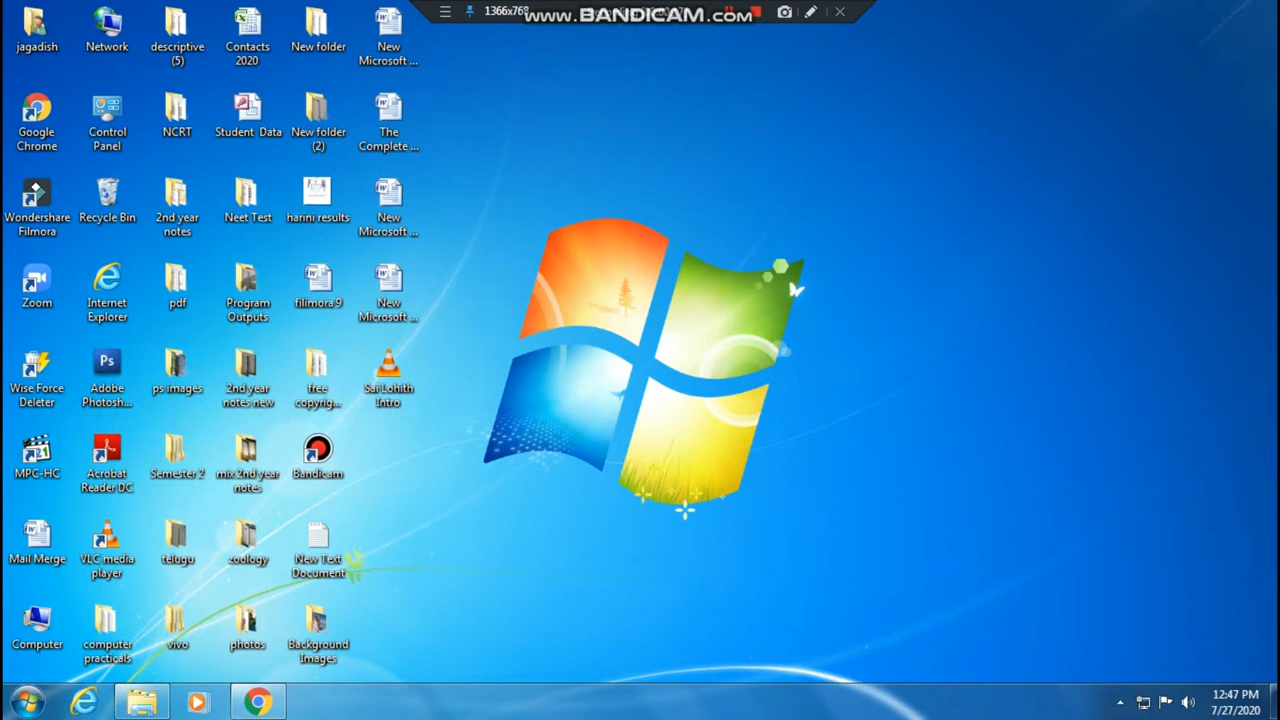 1366x768
www.BANDICAM.com
jagadish
Network
descriptive
(5)
Contacts
2020
New folder
New
Microsoft ...
Google
Chrome
Control
Panel
NCRT
Student Data
New folder
(2)
The
Complete ...
Wondershare
Filmora
Recycle Bin
2nd year
notes
Neet Test
harini results
New
Microsoft ...
Zoom
Internet
Explorer
pdf
Program
Outputs
filimora 9
New
Microsoft ...
Wise Force
Deleter
Adobe
Photosh...
ps images
2nd year
notes new
free
copyrig...
Sai Lohith
Intro
MPC-HC
Acrobat
Reader DC
Semester 2
mix 2nd year
notes
Bandicam
Mail Merge
VLC media
player
telugu
zoology
New Text
Document
Computer
computer
practicals
vivo
photos
Background
Images
12:47 PM
7/27/2020